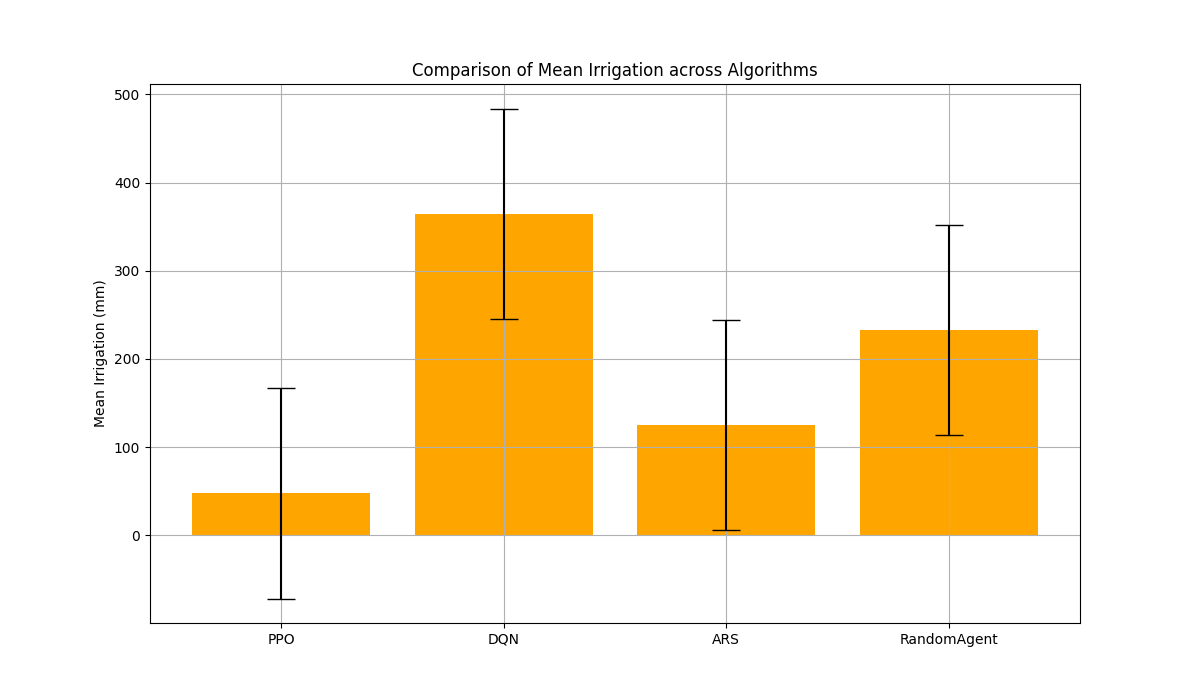 Comparison of Mean Irrigation across Algorithms
Mean Irrigation (mm)
500
400
300
200
100
0
PPO DQN ARS RandomAgent